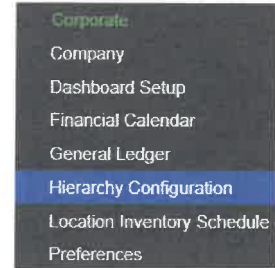 Corporate
Company
Dashboard Setup
Financial Calendar
General Ledger
Hierarchy Configuration
Location Inventory Schedule
Preferences